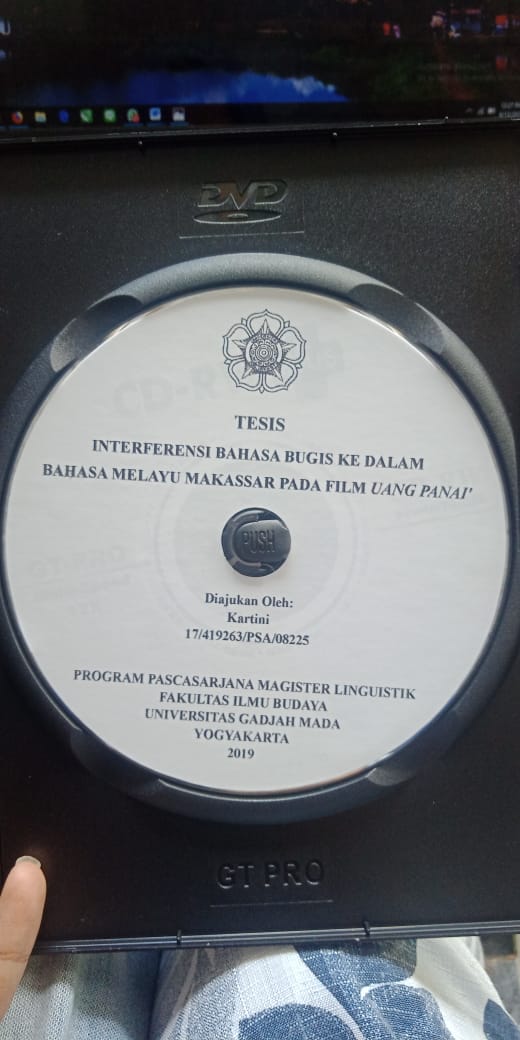 DVD
TESIS
INTERFERENSI BAHASA BUGIS KE DALAM
BAHASA MELAYU MAKASSAR PADA FILM UANG PANAI'
PUSH
Diajukan Oleh:
Kartini
17/419263/PSA/08225
PROGRAM PASCASARJANA MAGISTER LINGUISTIK
FAKULTAS ILMU BUDAYA
UNIVERSITAS GADJAH MADA
YOGYAKARTA
2019
GT PRO